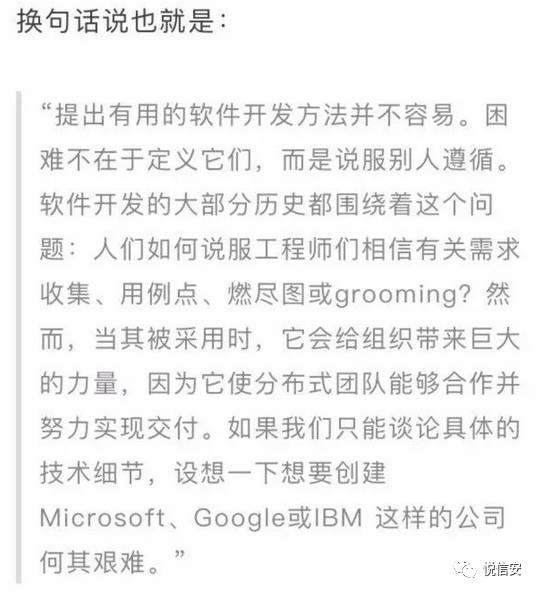 换句话说也就是：
“提出有用的软件开发方法并不容易。困
难不在于定义它们，而是说服别人遵循。
软件开发的大部分历史都围绕着这个问
题：人们如何说服工程师们相信有关需求
收集、用例点、燃尽图或grooming？然
而，当其被采用时，它会给组织带来巨大
的力量，因为它使分布式团队能够合作并
努力实现交付。如果我们只能谈论具体的
技术细节，设想一下想要创建
Microsoft、Google或IBM 这样的公司
何其艰难。”
悦信安